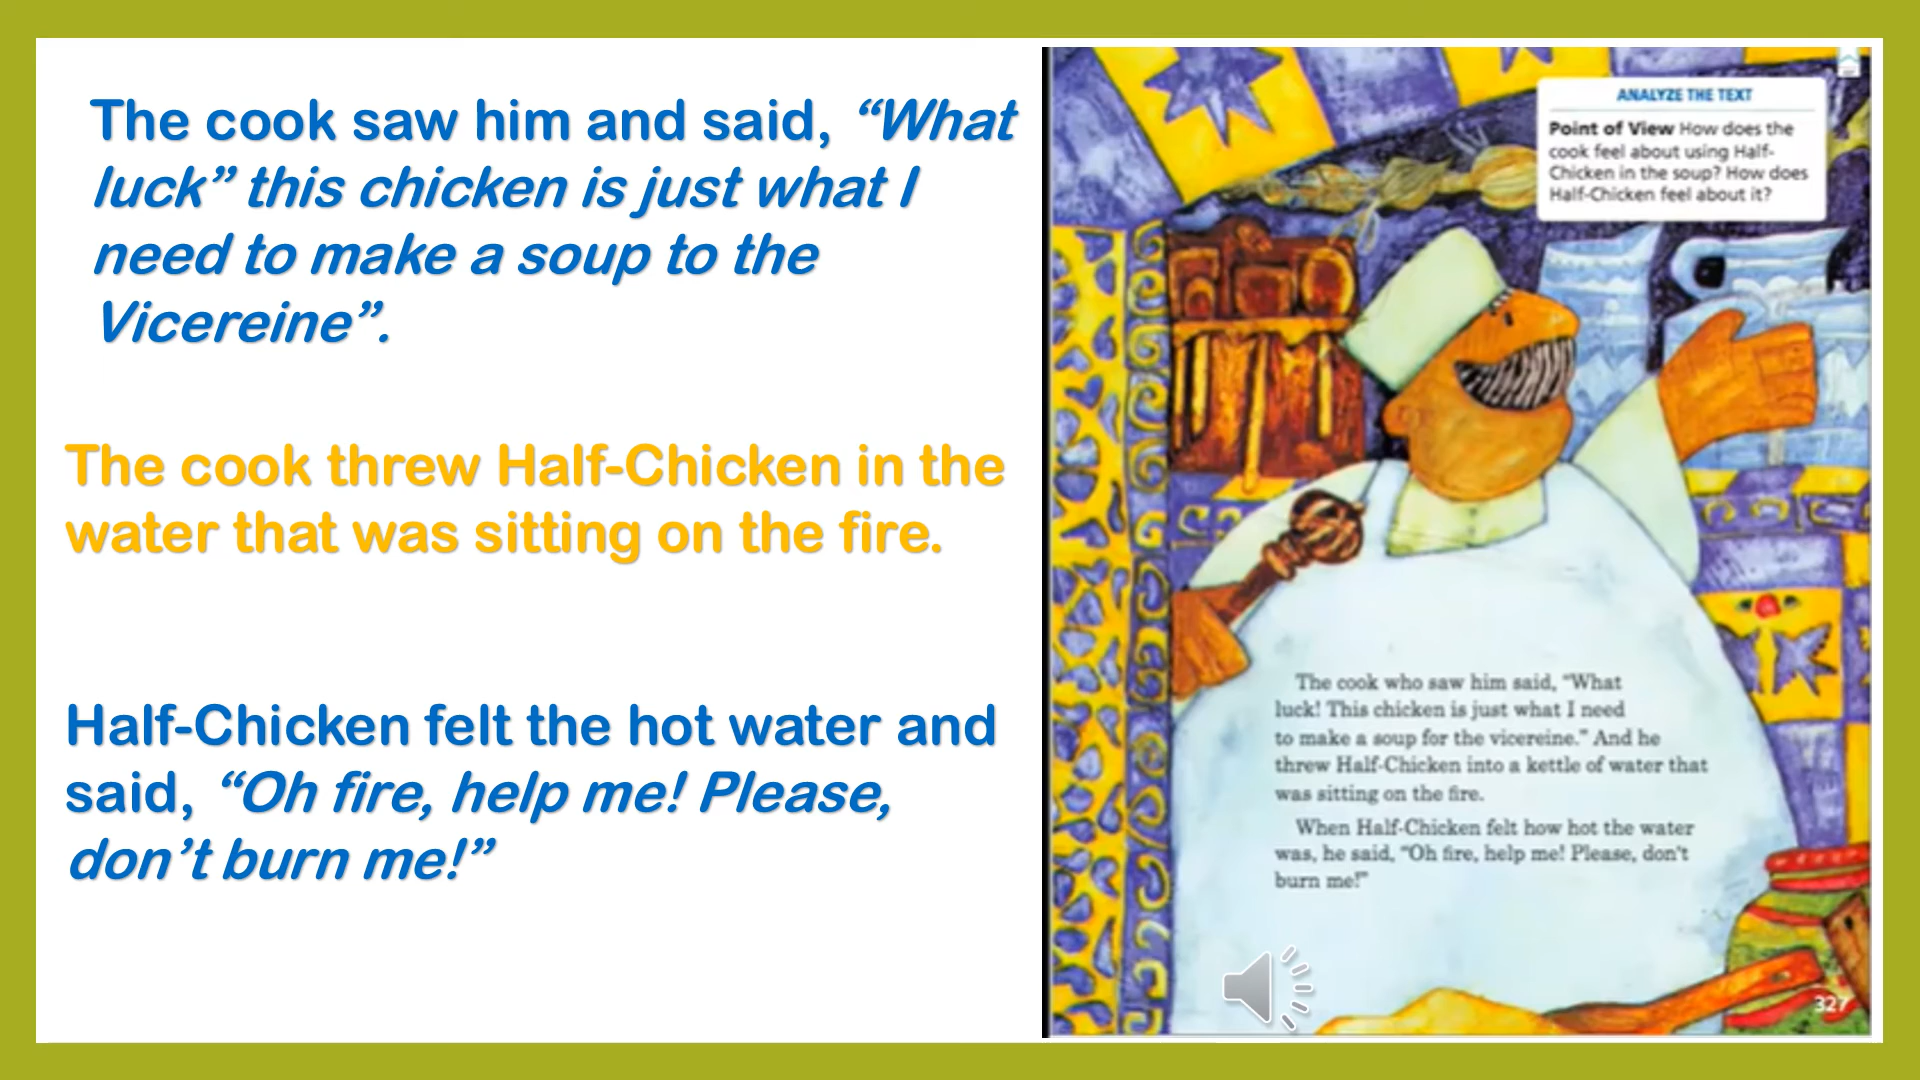 The cook saw him and said, “What
luck” this chicken is just what I
need to make a soup to the
Vicereine”.
The cook threw Half-Chicken in the
water that was sitting on the fire.
Half-Chicken felt the hot water and
said, “Oh fire, help me! Please,
don’t burn me!”
ANALYZE THE TEXT
Point of View How does the
cook feel about using Half-
Chicken in the soup? How does
Half-Chicken feel about it?
The cook who saw him said, “What
luck! This chicken is just what I need
to make a soup for the vicereine.” And he
threw Half-Chicken into a kettle of water that
was sitting on the fire.
When Half-Chicken felt how hot the water
was, he said, “Oh fire, help me! Please, don’t
burn me!”
327